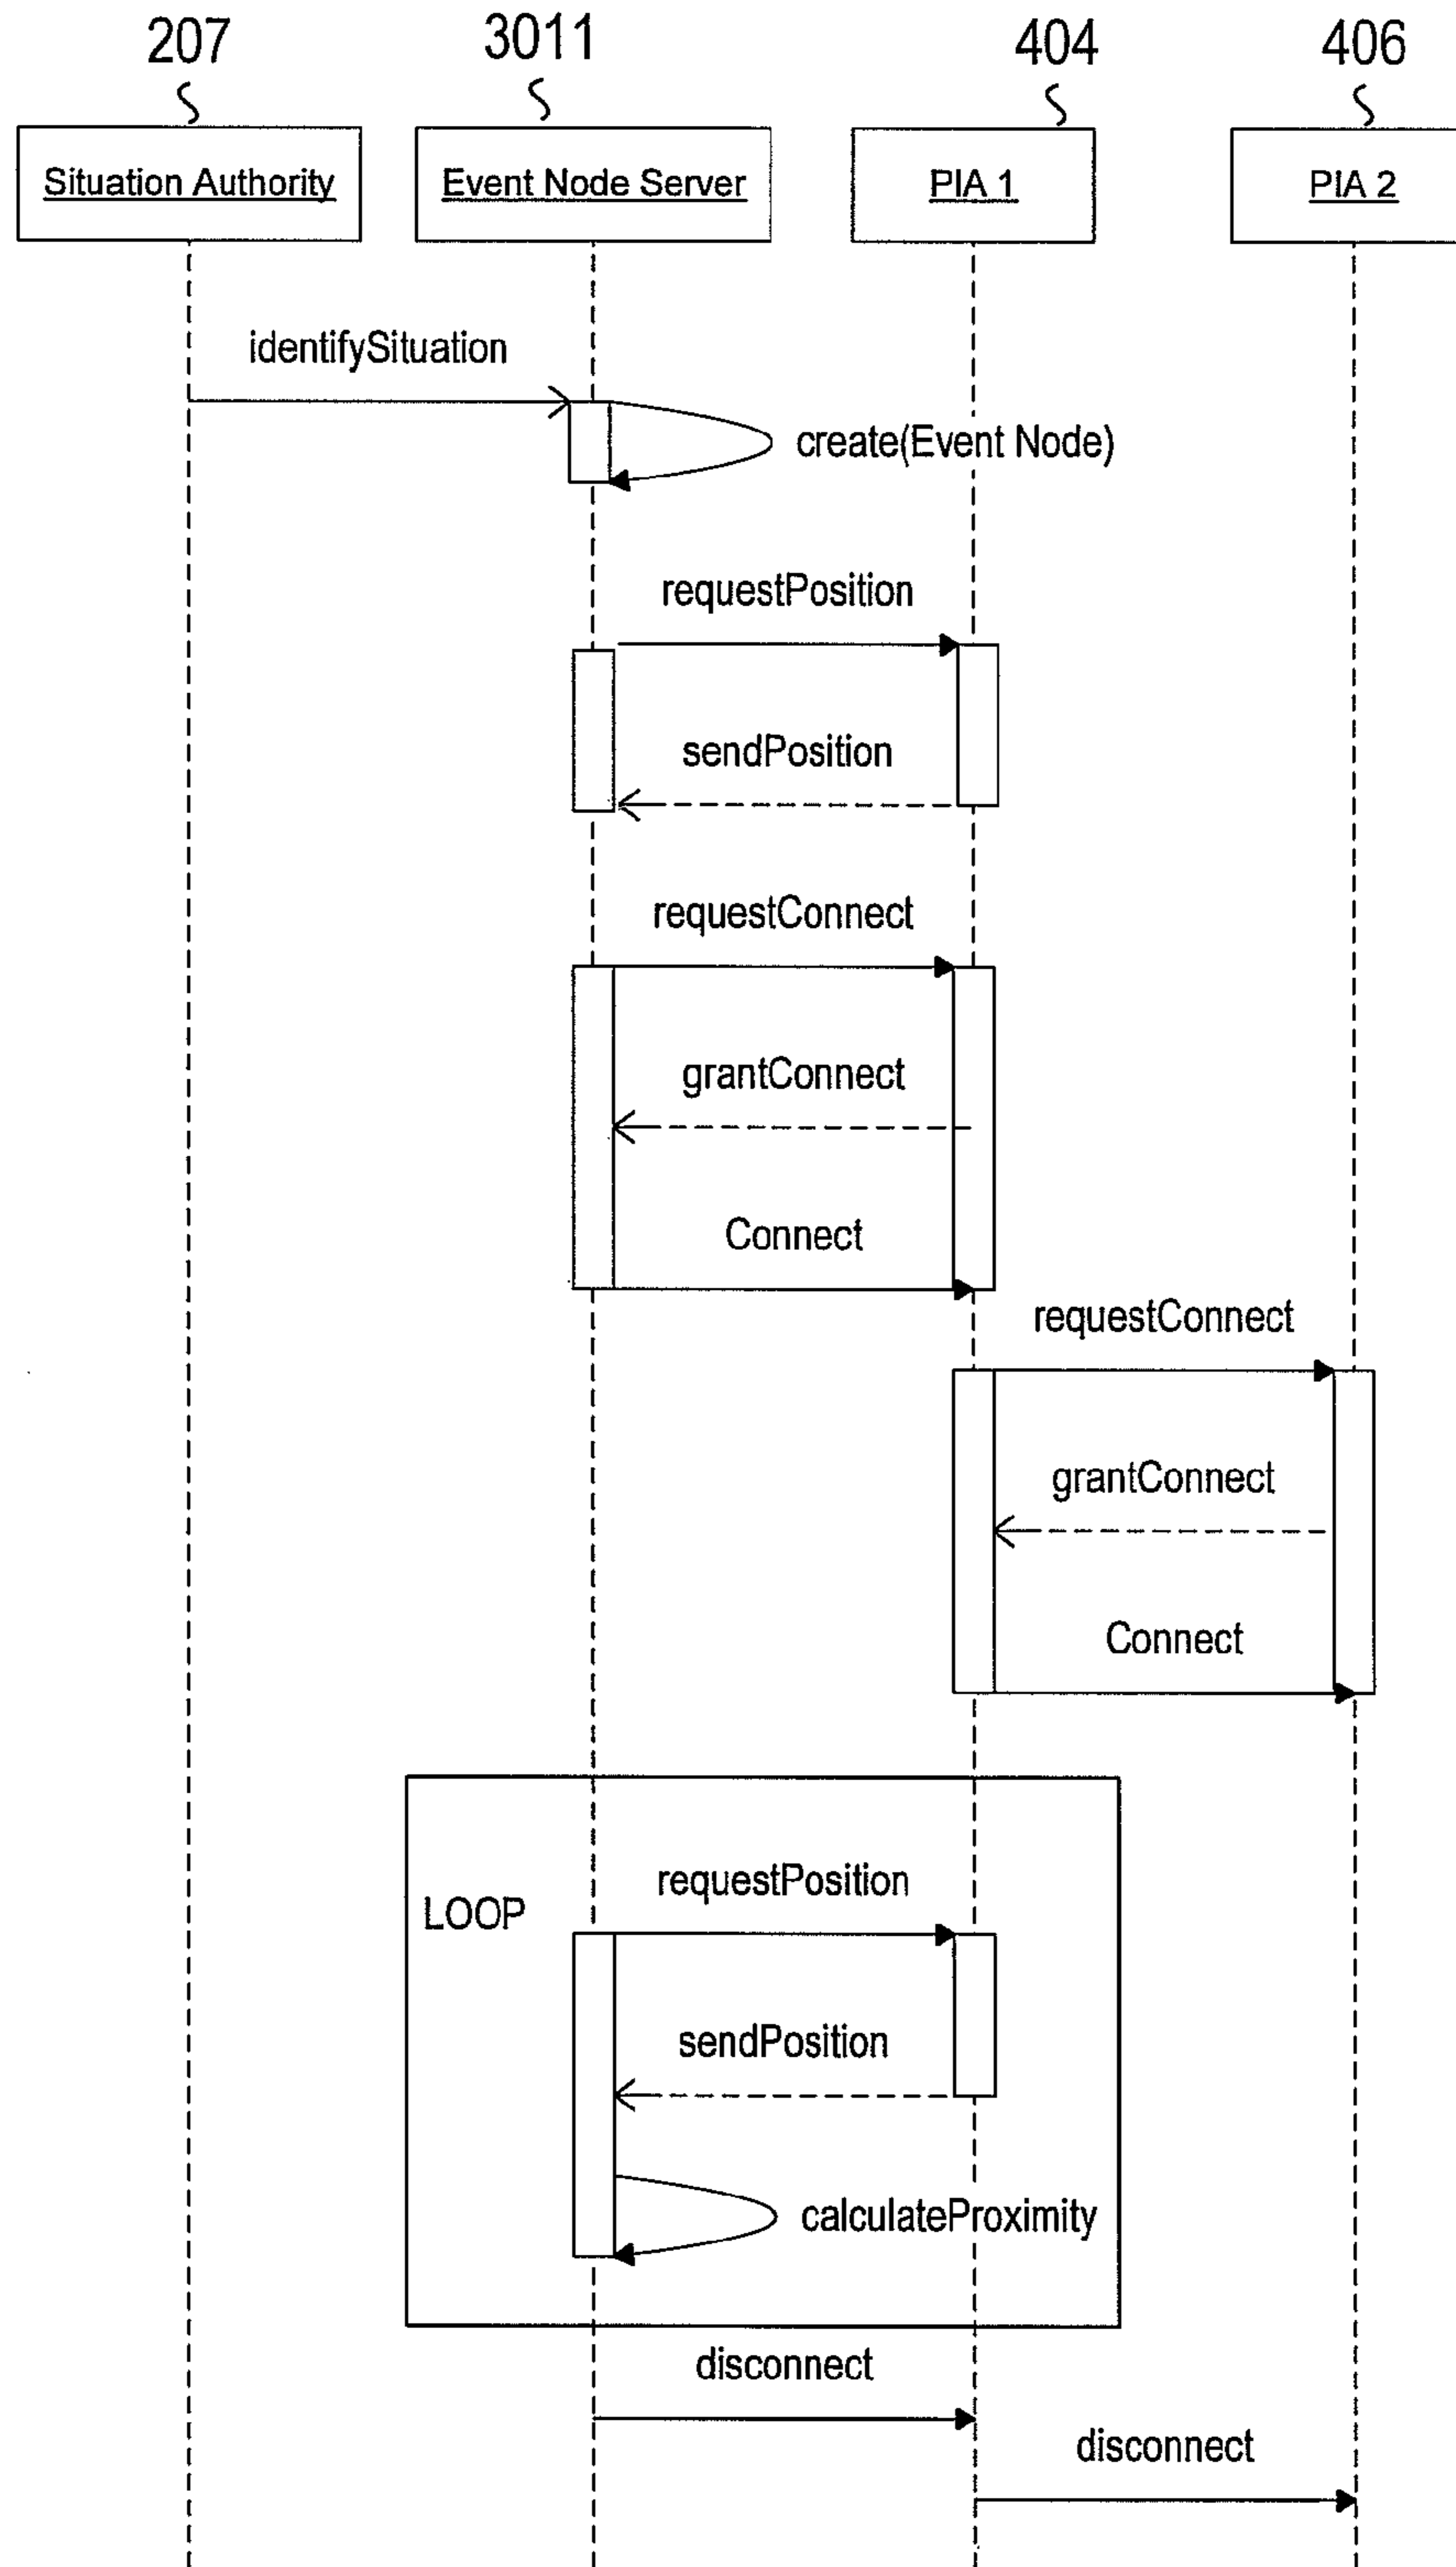 207
3011
404
406
Situation Authority
Event Node Server
PIA 1
PIA 2
identifySituation
create(Event Node)
requestPosition
sendPosition
requestConnect
grantConnect
Connect
requestConnect
grantConnect
Connect
requestPosition
LOOP
sendPosition
calculateProximity
disconnect
disconnect